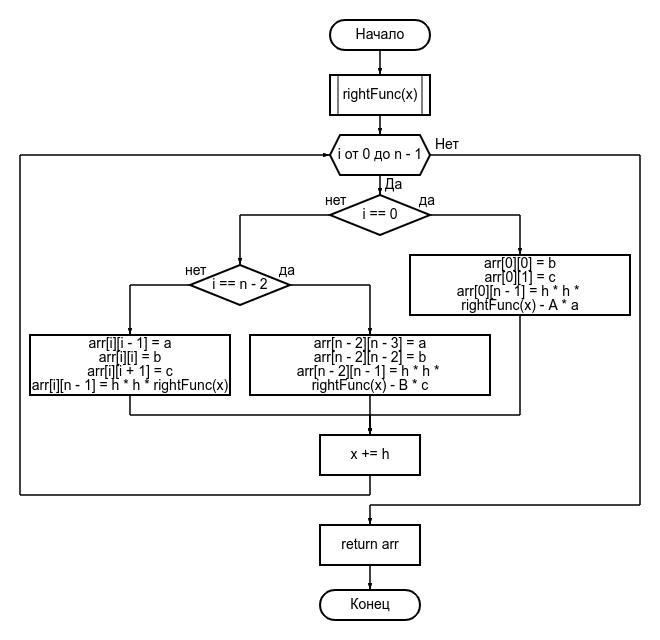 Начало
rightFunc(x)
i от 0 до n - 1
Нет
Да
нет
i == 0
да
arr[0][0] = b
arr[0][1] = c
arr[0][n - 1] = h * h *
rightFunc(x) - A * a
нет
i == n - 2
да
arr[i][i - 1] = a
arr[i][i] = b
arr[i][i + 1] = c
arr[i][n - 1] = h * h * rightFunc(x)
arr[n - 2][n - 3] = a
arr[n - 2][n - 2] = b
arr[n - 2][n - 1] = h * h *
rightFunc(x) - B * c
x += h
return arr
Конец